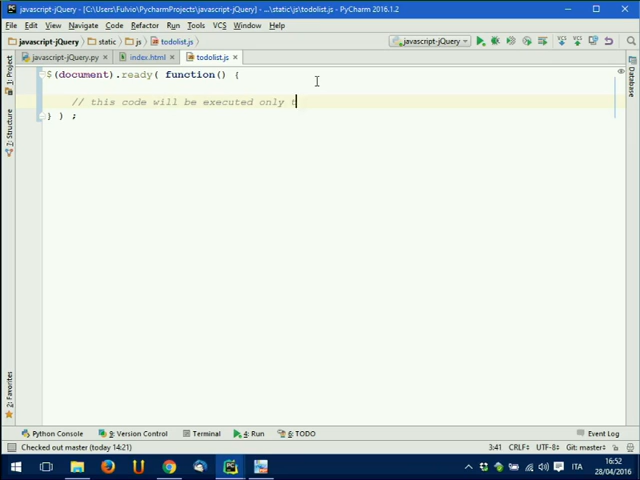 javascript-jQuery - [C:\Users\Fulvio\PycharmProjects\javascript-jQuery] - ...\static\js\todolist.js - PyCharm 2016.1.2
File Edit View Navigate Code Refactor Run Tools VCS Window Help
javascript-jQuery static js todolist.js javascript-jQuery VCS VCS
javascript-jQuery.py index.html todolist.js
1: Project
Z: Structure
2: Favorites
Database
$(document).ready( function() {
// this code will be executed only t
} ) ;
Python Console 9: Version Control Terminal 4: Run 6: TODO Event Log
Checked out master (today 14:21) 3:41 CRLF÷ UTF-8÷ Git: master÷
ITA 16:52
28/04/2016